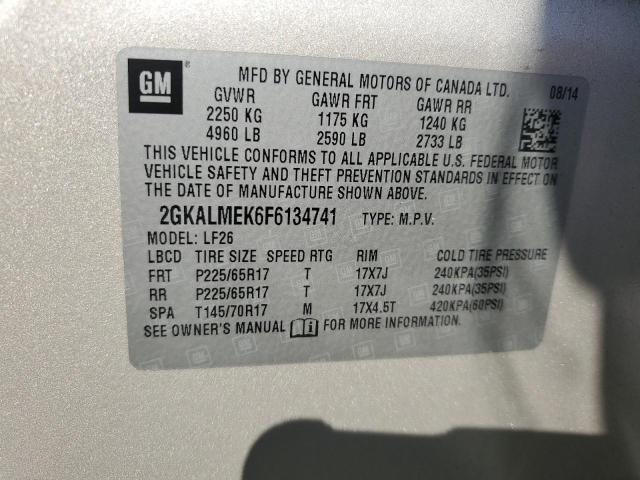 GM ® MFD BY GENERAL MOTORS OF CANADA LTD. 08/14
GVWR GAWR FRT GAWR RR
2250 KG 1175 KG 1240 KG
4960 LB 2590 LB 2733 LB
THIS VEHICLE CONFORMS TO ALL APPLICABLE U.S. FEDERAL MOTOR
VEHICLE SAFETY AND THEFT PREVENTION STANDARDS IN EFFECT ON
THE DATE OF MANUFACTURE SHOWN ABOVE.
2GKALMEK6F6134741 TYPE: M.P.V.
MODEL: LF26
LBCD TIRE SIZE SPEED RTG RIM COLD TIRE PRESSURE
FRT P225/65R17 T 17X7J 240KPA(35PSI)
RR P225/65R17 T 17X7J 240KPA(35PSI)
SPA T145/70R17 M 17X4.5T 420KPA(60PSI)
SEE OWNER'S MANUAL i FOR MORE INFORMATION.